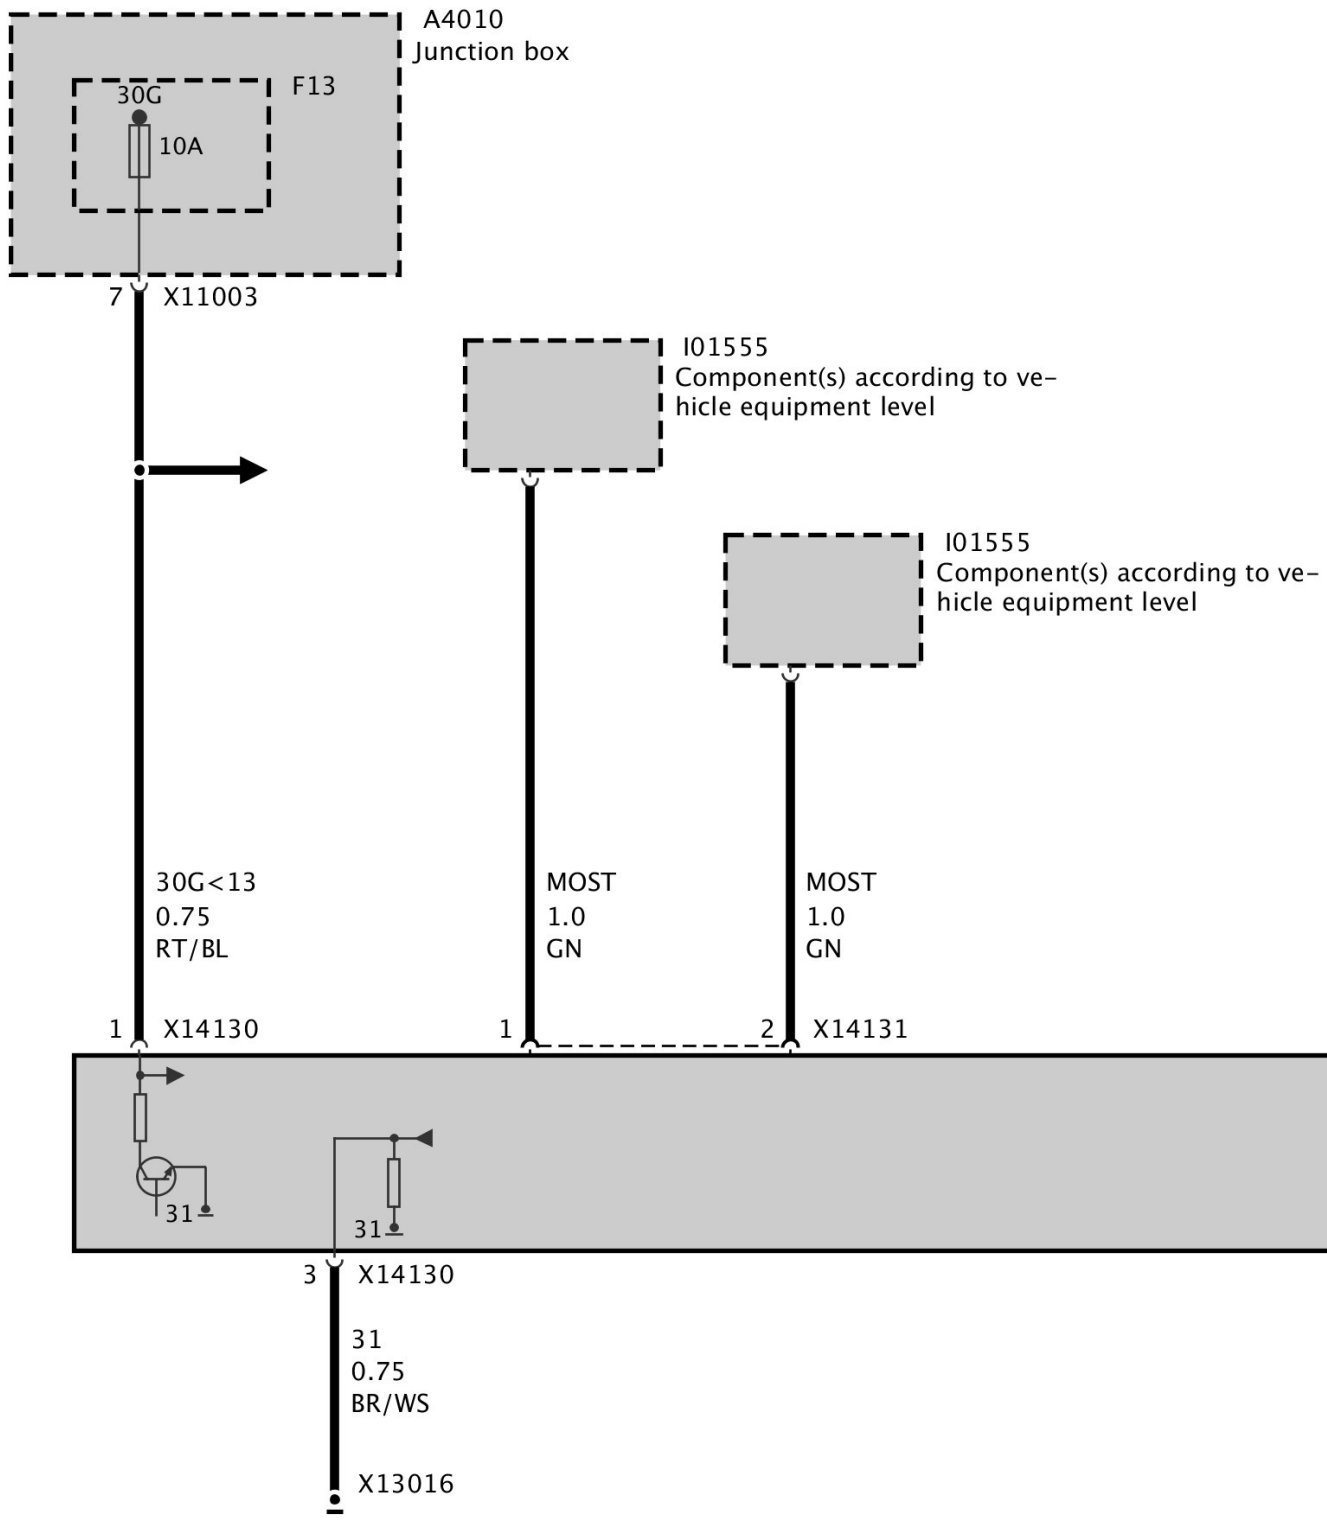 A4010
Junction box
F13
30G
10A
7 X11003
I01555
Component(s) according to ve-
hicle equipment level
I01555
Component(s) according to ve-
hicle equipment level
30G<13
0.75
RT/BL
MOST
1.0
GN
MOST
1.0
GN
1 X14130
1
2 X14131
31
31
3 X14130
31
0.75
BR/WS
X13016